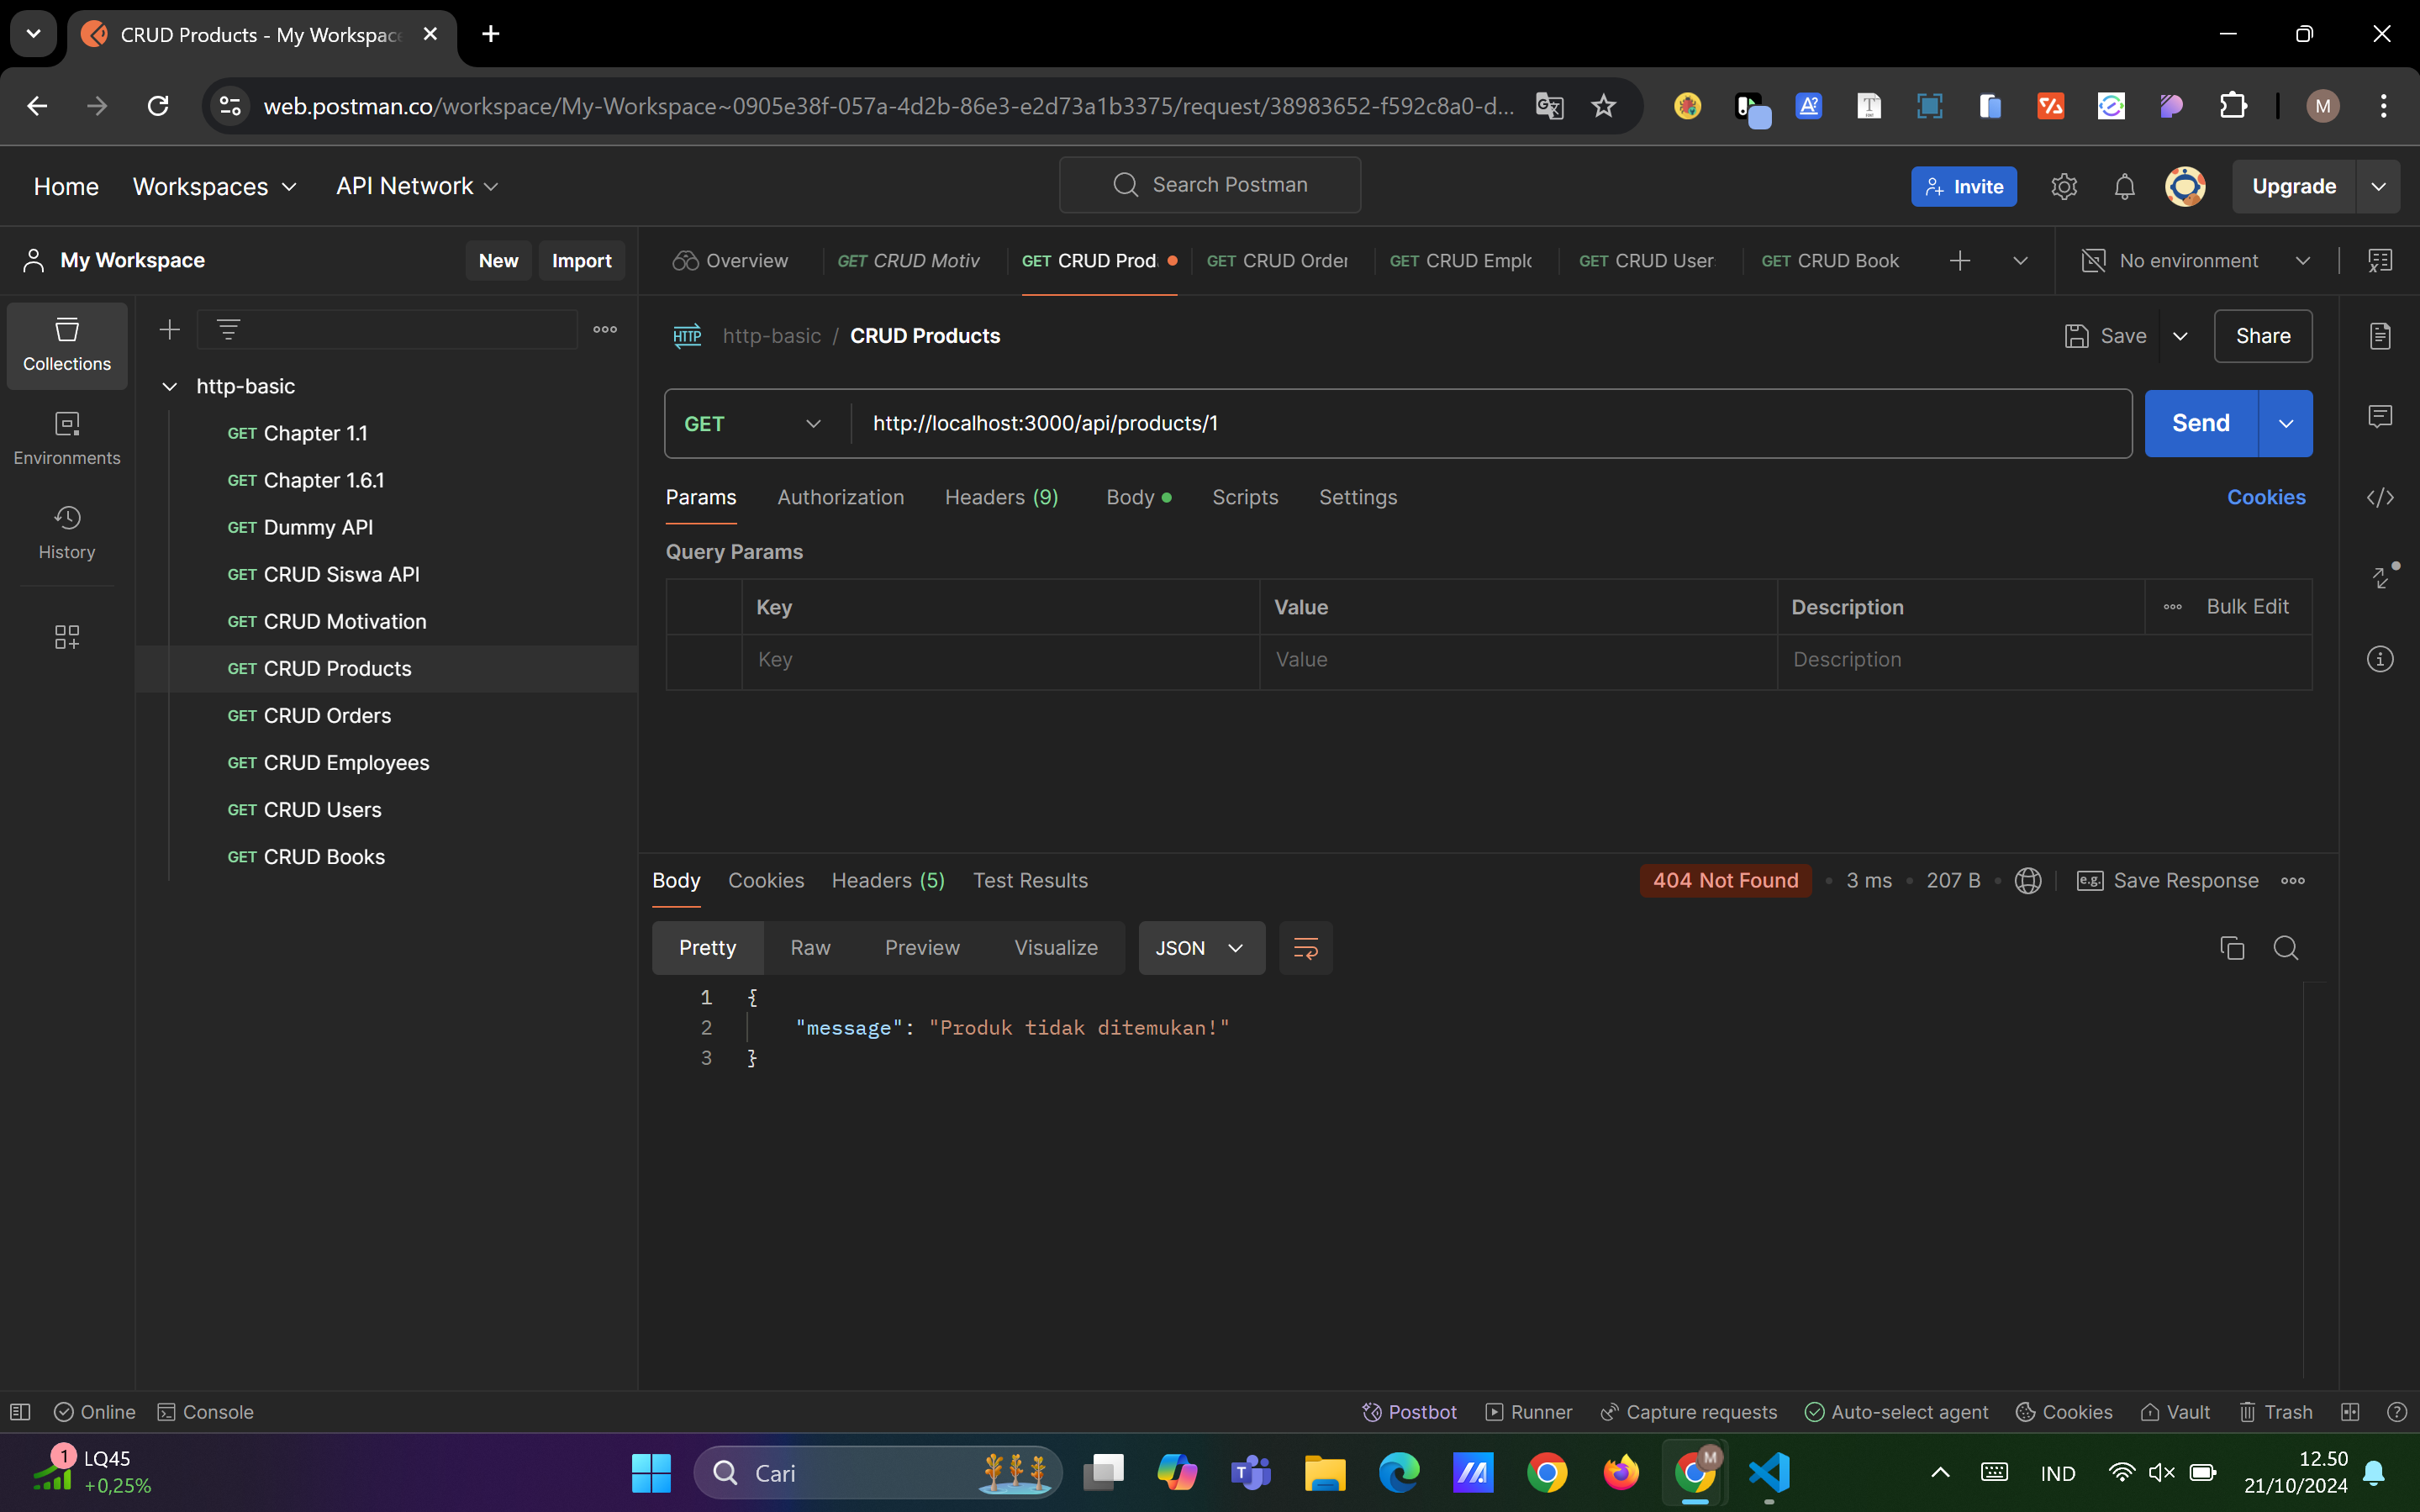 CRUD Products - My Workspac
web.postman.co/workspace/My-Workspace~0905e38f-057a-4d2b-86e3-e2d73a1b3375/request/38983652-f592c8a0-d...
M
Home
Workspaces
API Network
Search Postman
Invite
Upgrade
My Workspace
New
Import
Overview
GET CRUD Motiv
GET CRUD Prod
GET CRUD Order
GET CRUD Emplo
GET CRUD User
GET CRUD Book
No environment
Collections
Environments
History
http-basic
GET Chapter 1.1
GET Chapter 1.6.1
GET Dummy API
GET CRUD Siswa API
GET CRUD Motivation
GET CRUD Products
GET CRUD Orders
GET CRUD Employees
GET CRUD Users
GET CRUD Books
HTTP http-basic / CRUD Products
Save
Share
GET
http://localhost:3000/api/products/1
Send
Params
Authorization
Headers (9)
Body
Scripts
Settings
Cookies
Query Params
Key
Value
Description
Bulk Edit
Key
Value
Description
Body
Cookies
Headers (5)
Test Results
404 Not Found
3 ms
207 B
e.g. Save Response
Pretty
Raw
Preview
Visualize
JSON
1 {
2 "message": "Produk tidak ditemukan!"
3 }
Online
Console
Postbot
Runner
Capture requests
Auto-select agent
Cookies
Vault
Trash
1
LQ45
+0,25%
Cari
M
IND
12.50
21/10/2024